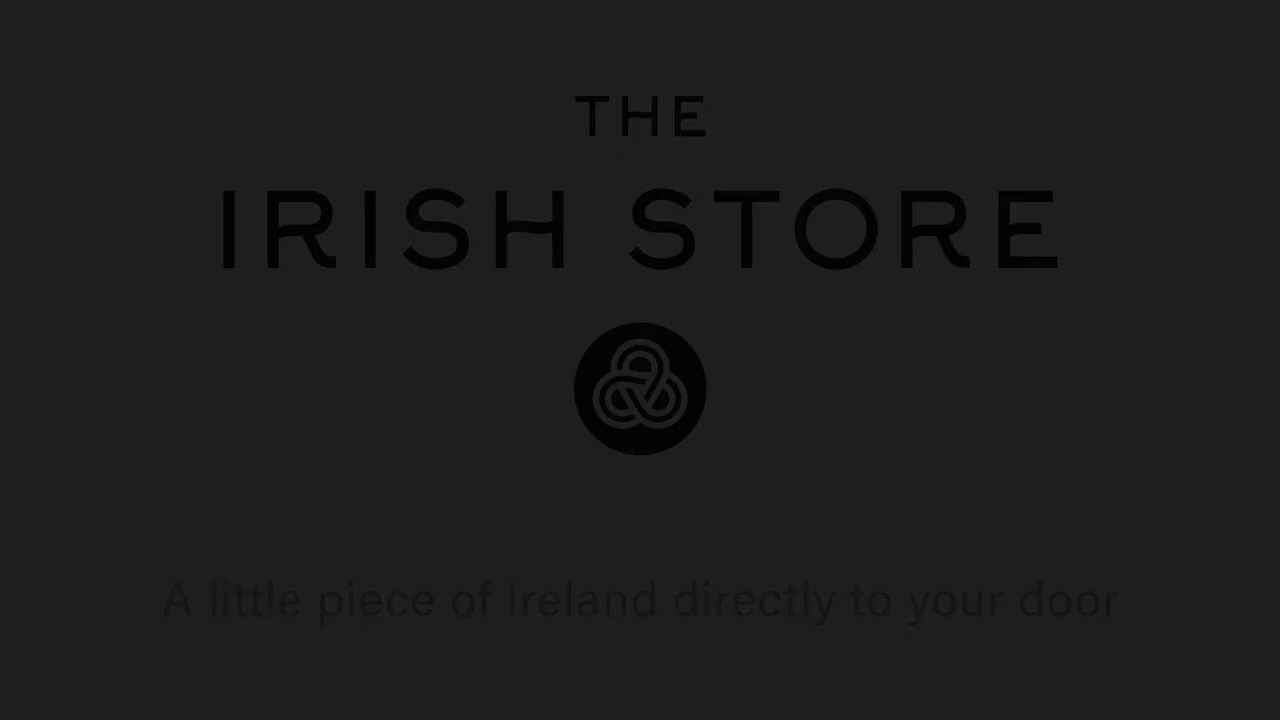 THE
IRISH STORE
A little piece of Ireland directly to your door